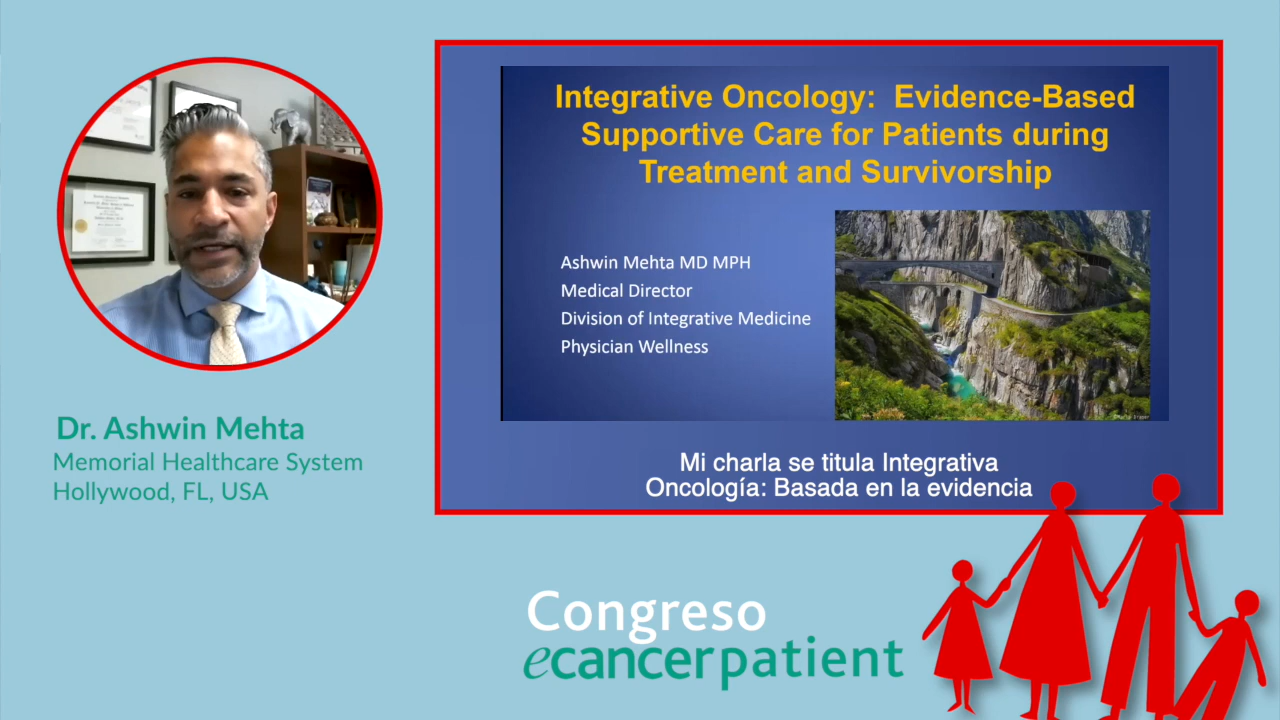 Integrative Oncology: Evidence-Based
Supportive Care for Patients during
Treatment and Survivorship
Ashwin Mehta MD MPH
Medical Director
Division of Integrative Medicine
Physician Wellness
Mi charla se titula Integrativa
Oncología: Basada en la evidencia
Dr. Ashwin Mehta
Memorial Healthcare System
Hollywood, FL, USA
Congreso
ecancerpatient